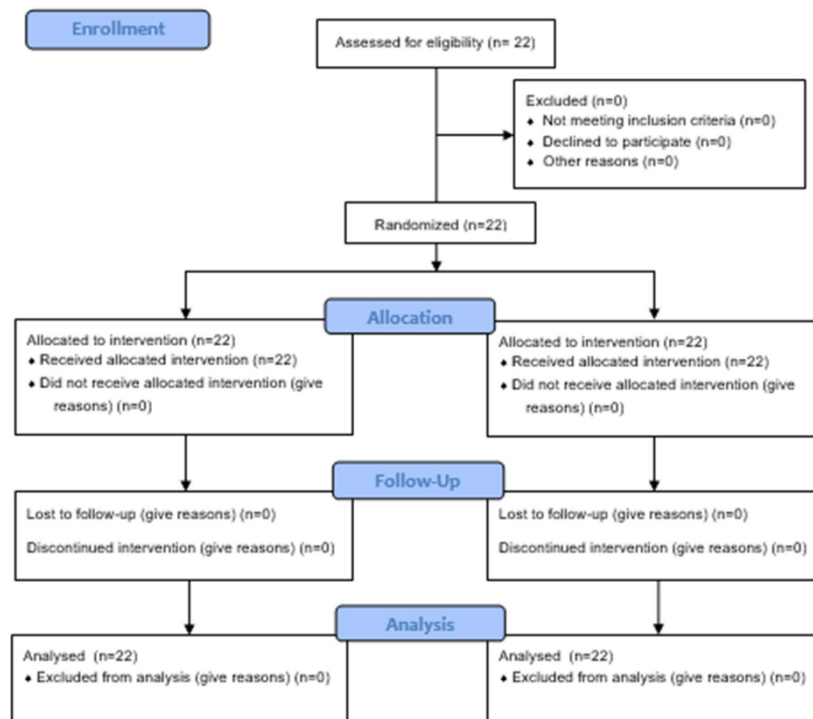 Enrollment
Assessed for eligibility (n= 22)
Excluded (n=0)
♦ Not meeting inclusion criteria (n=0)
♦ Declined to participate (n=0)
♦ Other reasons (n=0)
Randomized (n=22)
Allocation
Allocated to intervention (n=22)
♦ Received allocated intervention (n=22)
♦ Did not receive allocated intervention (give
reasons) (n=0)
Allocated to intervention (n=22)
♦ Received allocated intervention (n=22)
♦ Did not receive allocated intervention (give
reasons) (n=0)
Follow-Up
Lost to follow-up (give reasons) (n=0)
Discontinued intervention (give reasons) (n=0)
Lost to follow-up (give reasons) (n=0)
Discontinued intervention (give reasons) (n=0)
Analysis
Analysed (n=22)
♦ Excluded from analysis (give reasons) (n=0)
Analysed (n=22)
♦ Excluded from analysis (give reasons) (n=0)